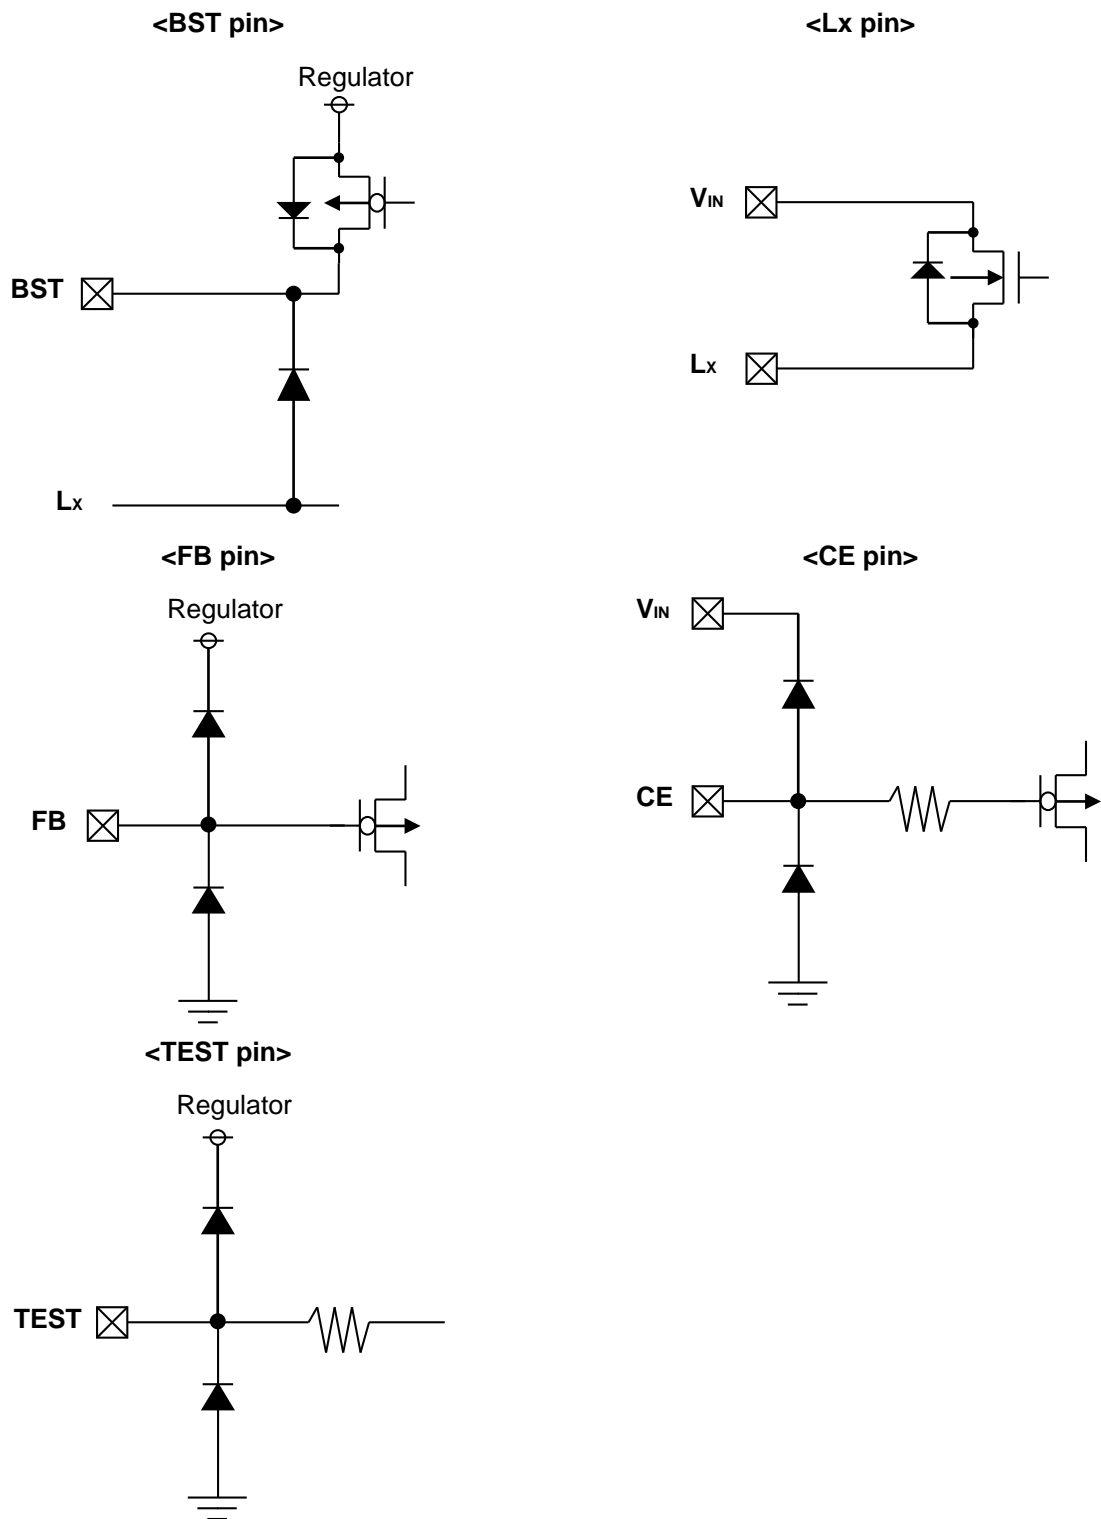 <BST pin>
Regulator
BST
Lx
<Lx pin>
VIN
Lx
<FB pin>
Regulator
FB
<CE pin>
VIN
CE
<TEST pin>
Regulator
TEST